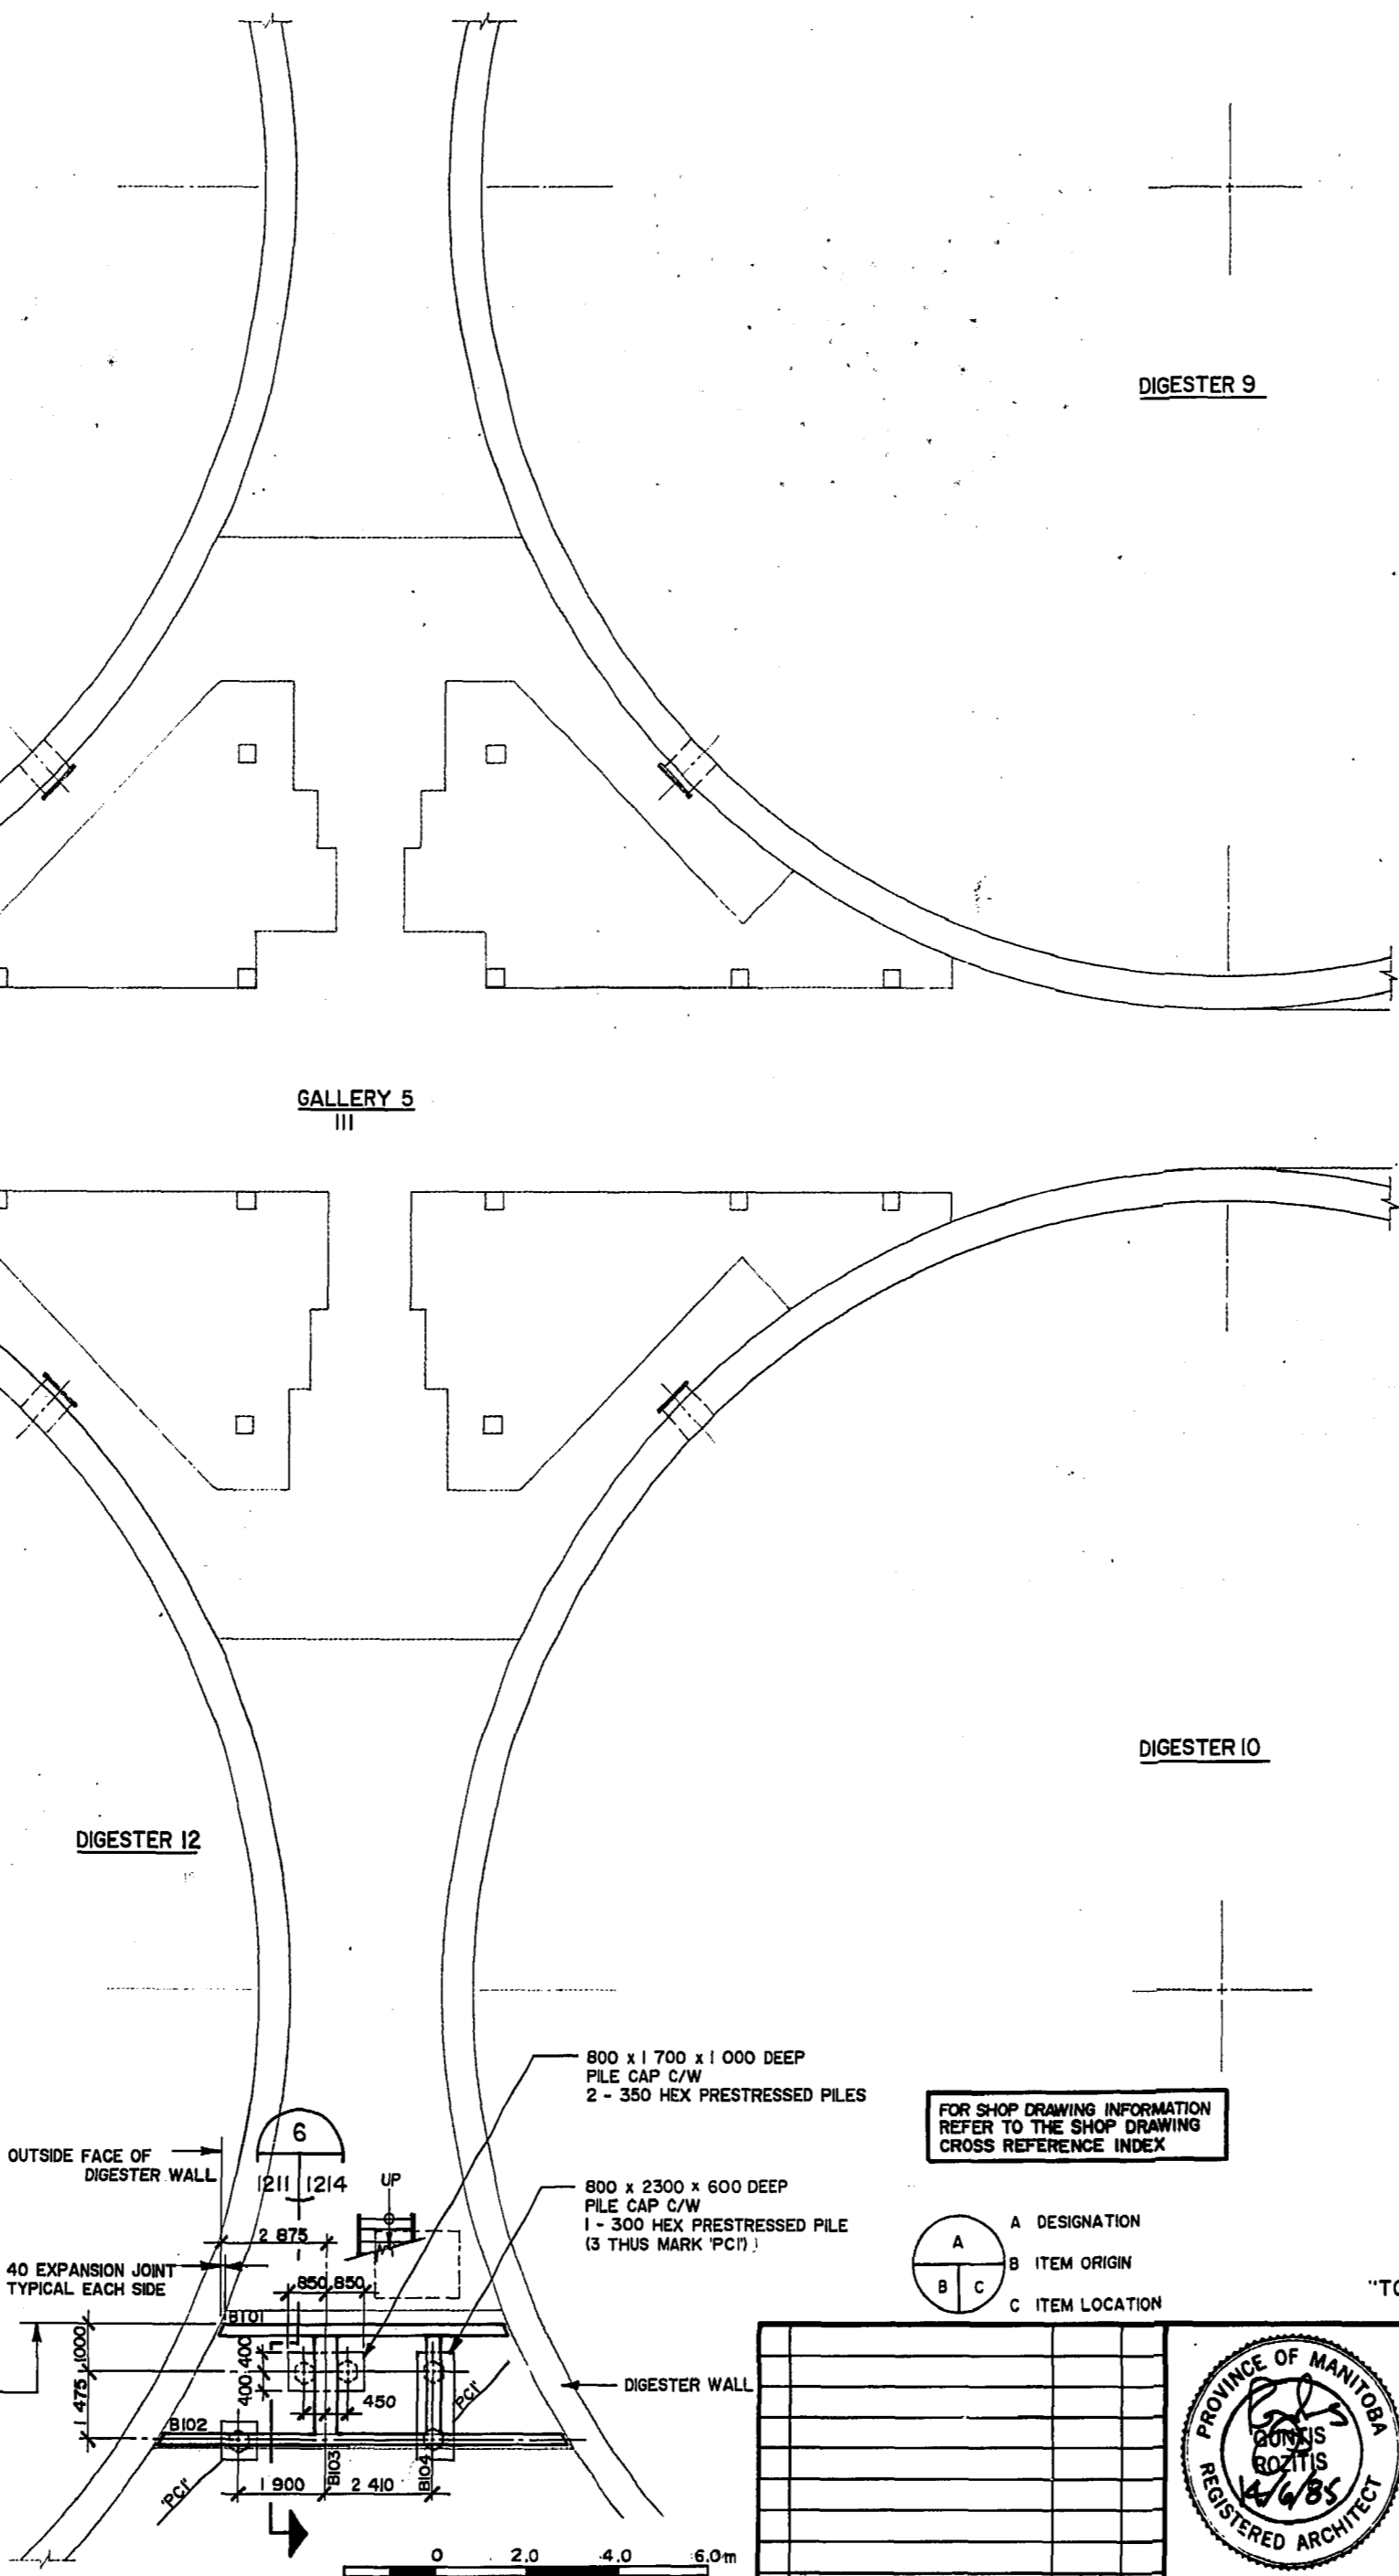 DIGESTER 9
GALLERY 5
111
DIGESTER 10
DIGESTER 12
800 x 1 700 x 1 000 DEEP
PILE CAP C/W
2 - 350 HEX PRESTRESSED PILES
FOR SHOP DRAWING INFORMATION
REFER TO THE SHOP DRAWING
CROSS REFERENCE INDEX
6
1211 1214
OUTSIDE FACE OF
DIGESTER WALL
UP
800 x 2300 x 600 DEEP
PILE CAP C/W
1 - 300 HEX PRESTRESSED PILE
(3 THUS MARK 'PC1')
2 875
40 EXPANSION JOINT
TYPICAL EACH SIDE
850 850
A
B C
A DESIGNATION
B ITEM ORIGIN
C ITEM LOCATION
"TO
B101
1000
400
400
1 475
450
'PC1'
DIGESTER WALL
B102
B103
B104
1 900
2 410
'PC1'
PROVINCE OF MANITOBA
GUNTIS
ROZITIS
14/6/85
REGISTERED ARCHITECT
0 2.0 4.0 6.0m